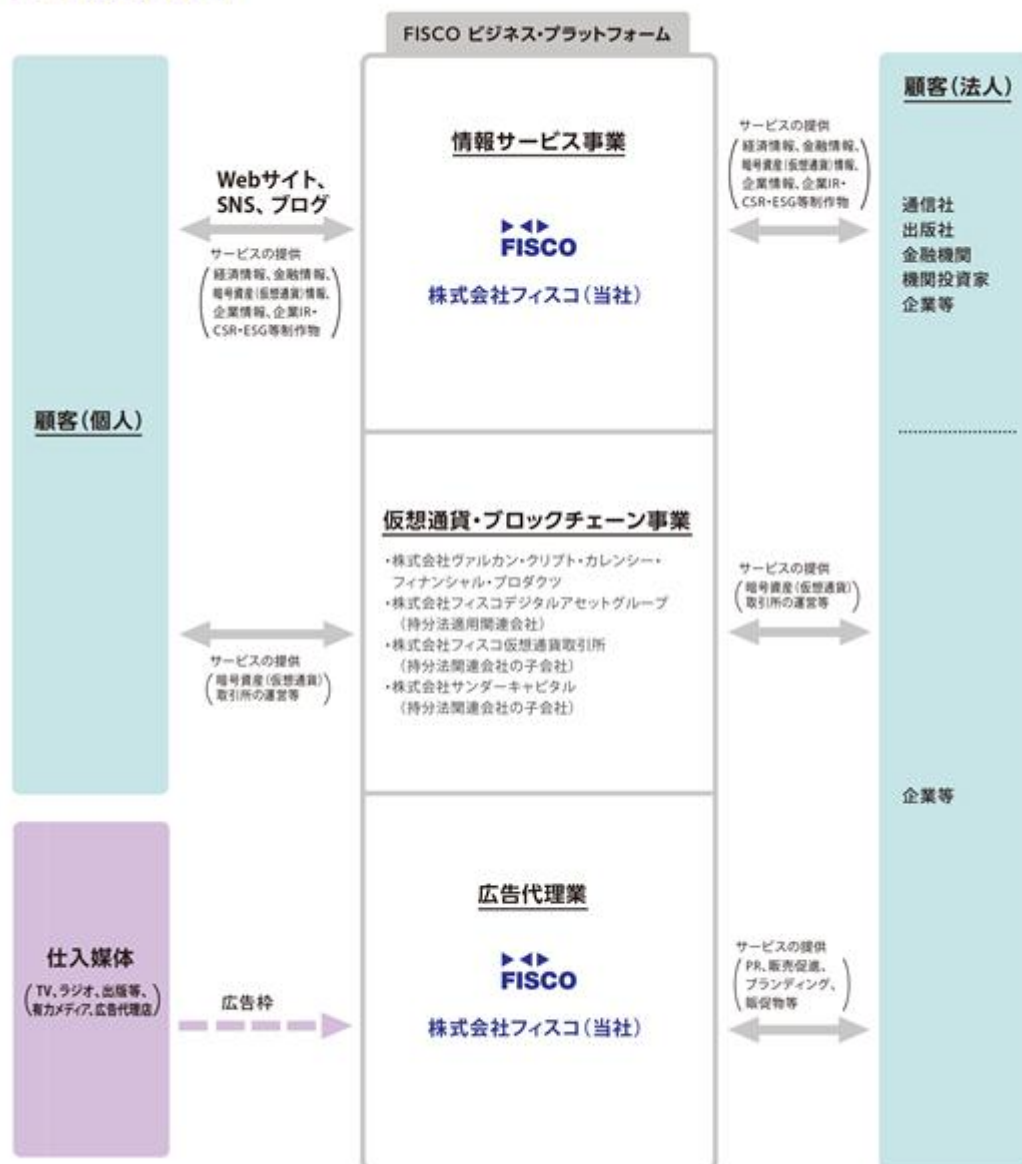 FISCO ビジネス・プラットフォーム
顧客(個人)
Webサイト、
SNS、ブログ
サービスの提供
経済情報、金融情報、
暗号資産(仮想通貨)情報、
企業情報、企業IR・
CSR・ESG等制作物
情報サービス事業
FISCO
株式会社フィスコ(当社)
サービスの提供
経済情報、金融情報、
暗号資産(仮想通貨)情報、
企業情報、企業IR・
CSR・ESG等制作物
顧客(法人)
通信社
出版社
金融機関
機関投資家
企業等
サービスの提供
暗号資産(仮想通貨)
取引所の運営等
仮想通貨・ブロックチェーン事業
・株式会社ヴァルカン・クリプト・カレンシー・
フィナンシャル・プロダクツ
・株式会社フィスコデジタルアセットグループ
(持分法適用関連会社)
・株式会社フィスコ仮想通貨取引所
(持分法関連会社の子会社)
・株式会社サンダーキャピタル
(持分法関連会社の子会社)
サービスの提供
暗号資産(仮想通貨)
取引所の運営等
企業等
仕入媒体
(TV、ラジオ、出版等、
有力メディア、広告代理店)
広告枠
広告代理業
FISCO
株式会社フィスコ(当社)
サービスの提供
PR、販売促進、
ブランディング、
販促物等